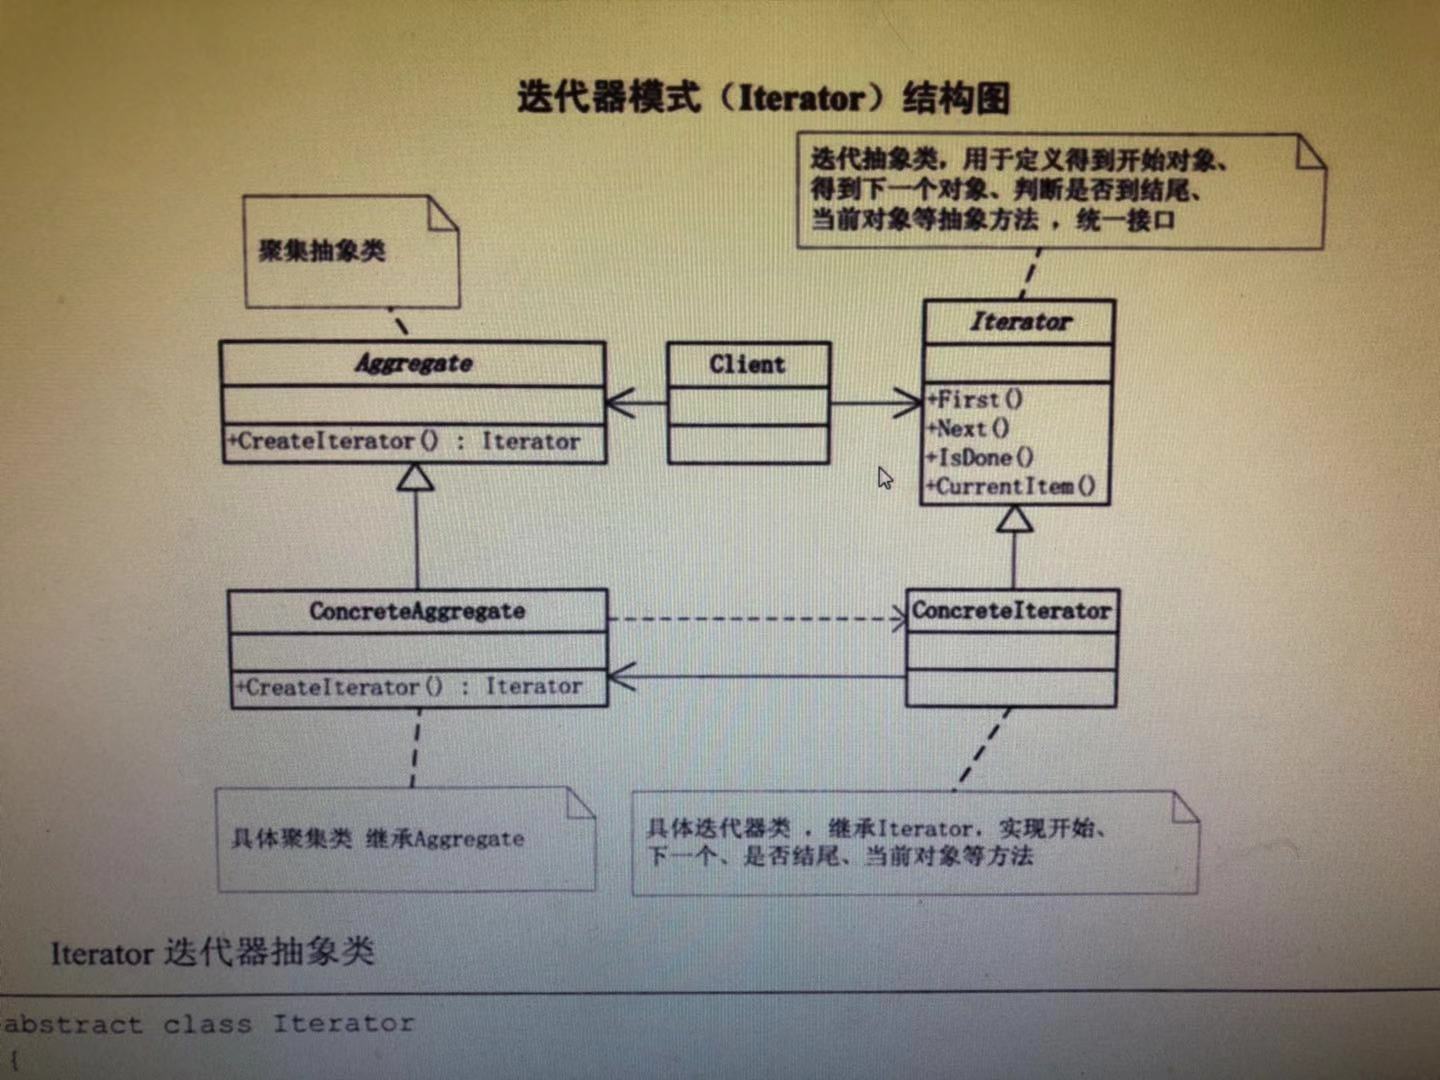 迭代器模式（Iterator）结构图
迭代抽象类，用于定义得到开始对象、
得到下一个对象、判断是否到结尾、
当前对象等抽象方法，统一接口
聚集抽象类
Aggregate
+CreateIterator() : Iterator
Client
Iterator
+First()
+Next()
+IsDone()
+CurrentItem()
ConcreteAggregate
+CreateIterator() : Iterator
ConcreteIterator
具体聚集类 继承Aggregate
具体迭代器类，继承Iterator，实现开始、
下一个、是否结尾、当前对象等方法
Iterator 迭代器抽象类
abstract class Iterator
{